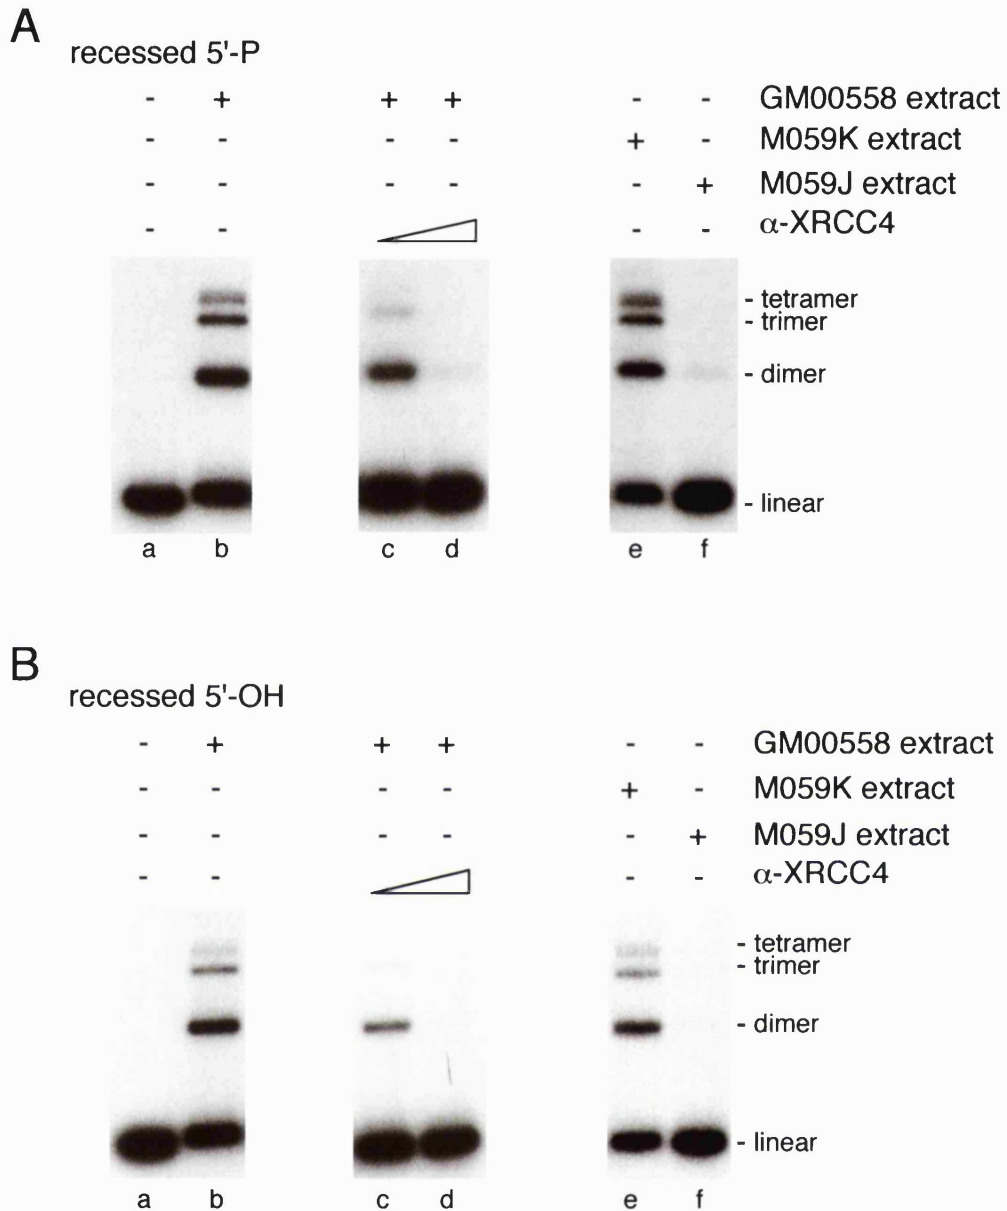 A
recessed 5'-P
- + + + - - GM00558 extract
- - - - + - M059K extract
- - - - - + M059J extract
- - - - α-XRCC4
- tetramer
- trimer
- dimer
- linear
a b c d e f
B
recessed 5'-OH
- + + + - - GM00558 extract
- - - - + - M059K extract
- - - - - + M059J extract
- - - - α-XRCC4
- tetramer
- trimer
- dimer
- linear
a b c d e f